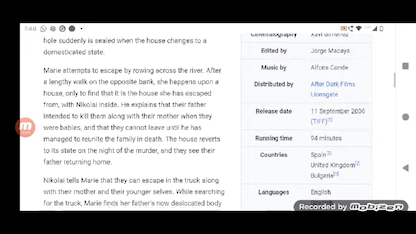 7:48
hole suddenly is sealed when the house changes to a
domesticated state.
Marie attempts to escape by rowing across the river. After
a lengthy walk on the opposite bank, she happens upon a
house, only to find that it is the house she has escaped
from, with Nikolai inside. He explains that their father
intended to kill them along with their mother when they
were babies, and that they cannot leave until he has
managed to reunite the family in death. The house reverts
to its state on the night of the murder, and they see their
father returning home.
Nikolai tells Marie that they can escape in the truck along
with their mother and their younger selves. While searching
for the truck, Marie finds her father's now desiccated body
Cinematography Xavi Giménez
Edited by Jorge Macaya
Music by Alfons Conde
Distributed by After Dark Films
Lionsgate
Release date 11 September 2006
(TIFF)
Running time 94 minutes
Countries Spain
United Kingdom
Bulgaria
Languages English
Recorded by Mobizen